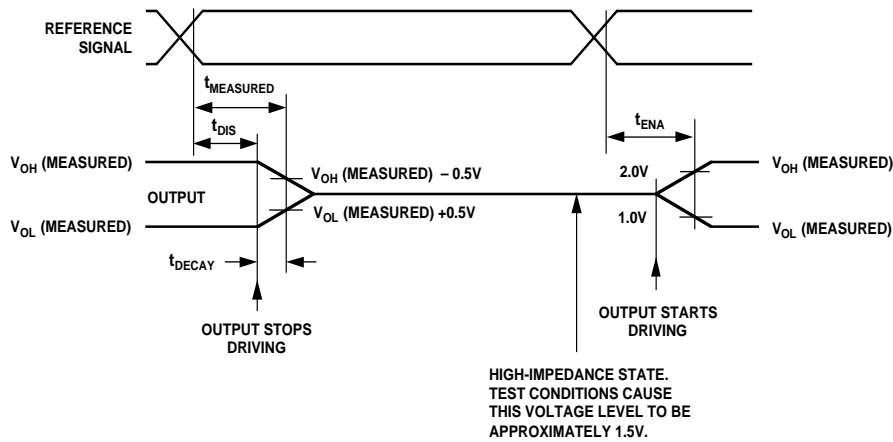 REFERENCE
SIGNAL
tMEASURED
tDIS
tENA
VOH (MEASURED)
VOH (MEASURED) – 0.5V
2.0V
VOH (MEASURED)
OUTPUT
VOL (MEASURED) +0.5V
1.0V
VOL (MEASURED)
VOL (MEASURED)
tDECAY
OUTPUT STOPS
DRIVING
OUTPUT STARTS
DRIVING
HIGH-IMPEDANCE STATE.
TEST CONDITIONS CAUSE
THIS VOLTAGE LEVEL TO BE
APPROXIMATELY 1.5V.